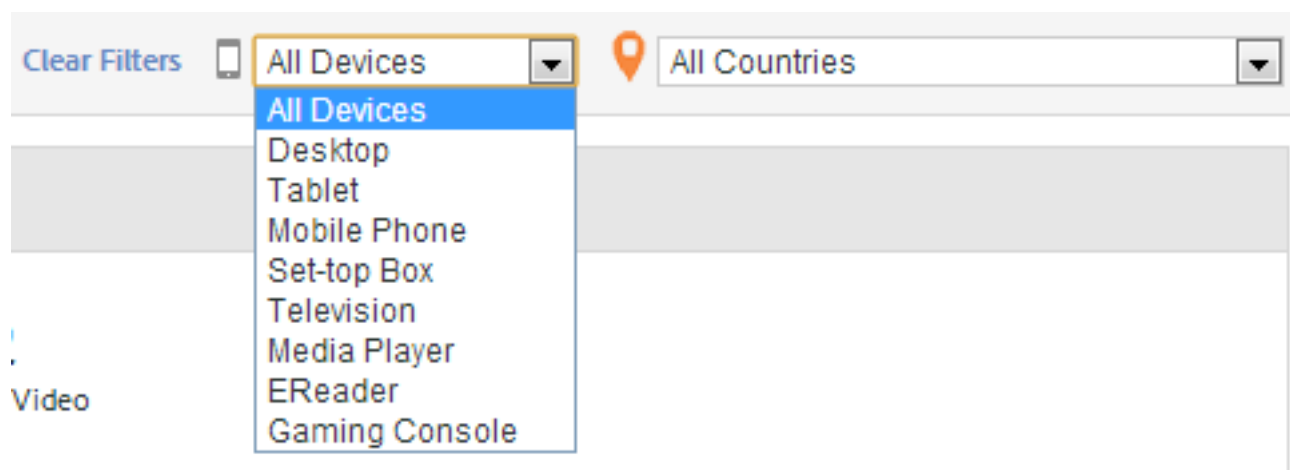 Clear Filters All Devices All Countries
All Devices
Desktop
Tablet
Mobile Phone
Set-top Box
Television
Media Player
EReader
Video
Gaming Console